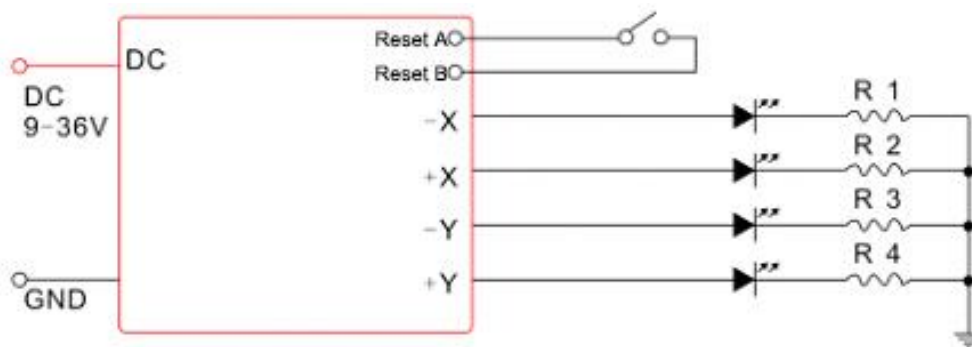 DC
DC
9-36V
GND
Reset A
Reset B
-X
+X
-Y
+Y
R 1
R 2
R 3
R 4